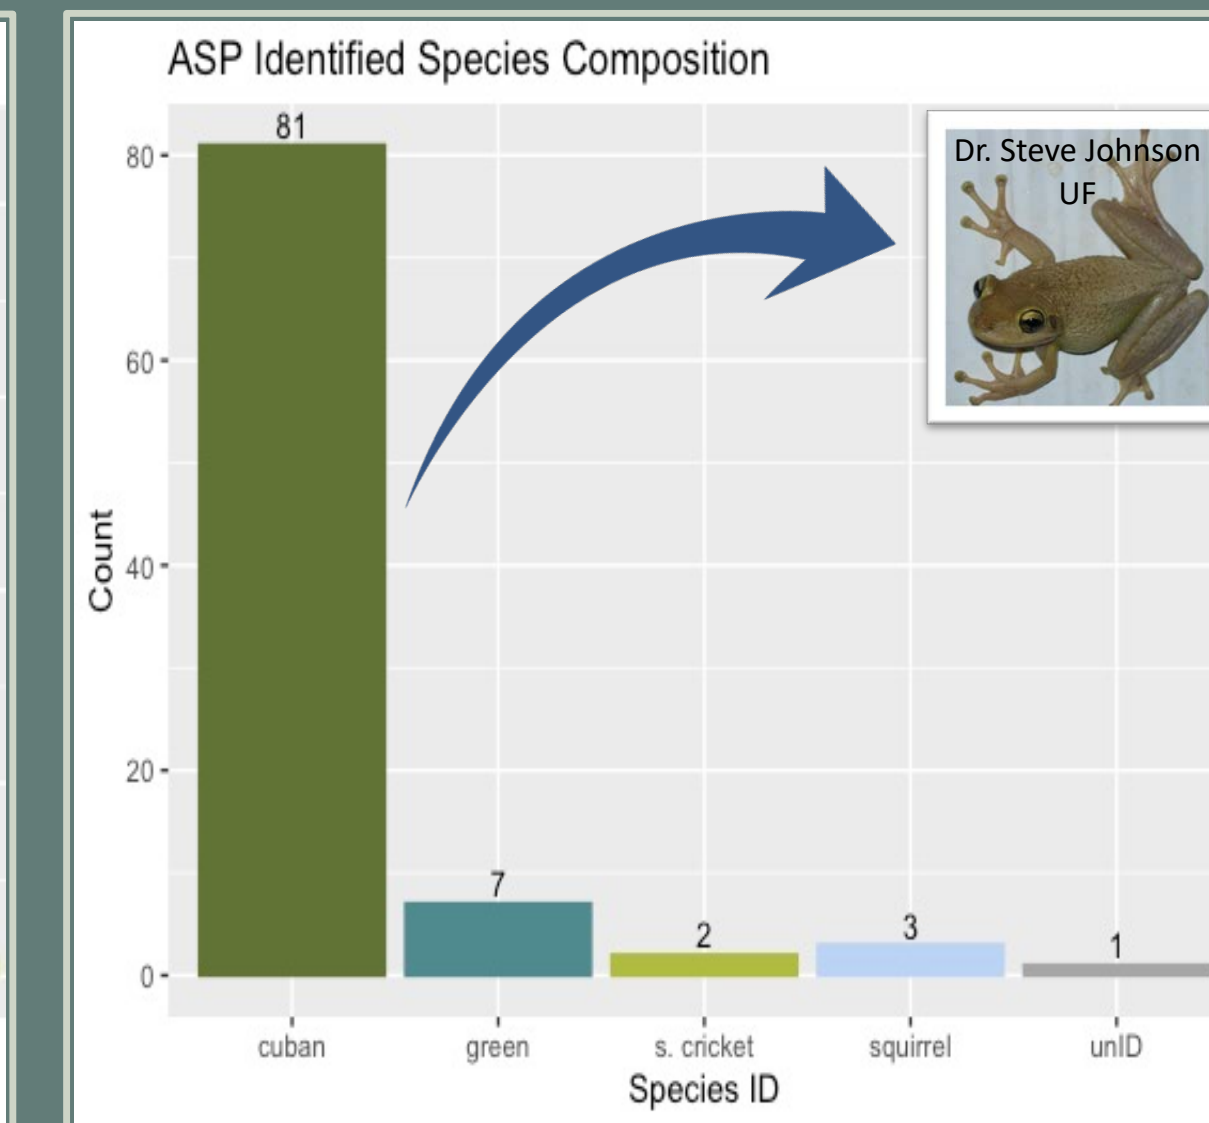 ASP Identified Species Composition
81
Dr. Steve Johnson
UF
80
60
40
20
0
Count
7
2
3
1
cuban
green
s. cricket
squirrel
unID
Species ID